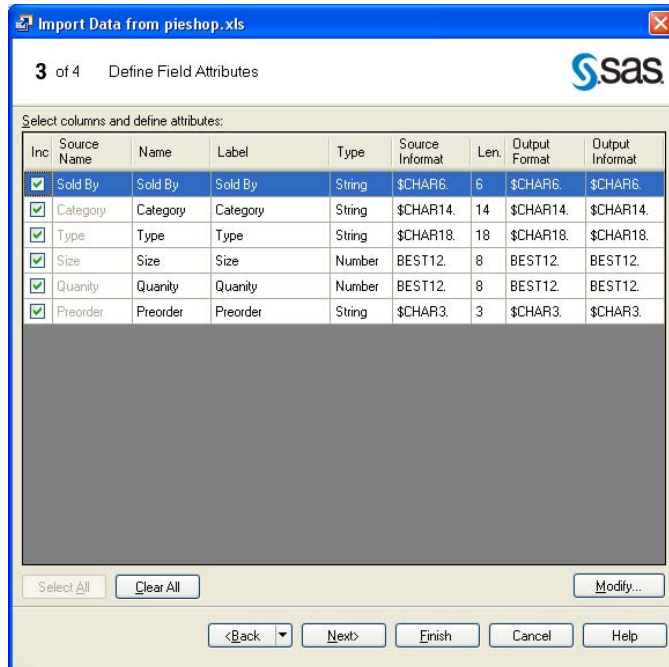 Import Data from pieshop.xls
3 of 4 Define Field Attributes
sas
Select columns and define attributes:
Inc Source Name Name Label Type Source Informat Len. Output Format Output Informat
Sold By Sold By Sold By String $CHAR6. 6 $CHAR6. $CHAR6.
Category Category Category String $CHAR14. 14 $CHAR14. $CHAR14.
Type Type Type String $CHAR18. 18 $CHAR18. $CHAR18.
Size Size Size Number BEST12. 8 BEST12. BEST12.
Quanity Quanity Quanity Number BEST12. 8 BEST12. BEST12.
Preorder Preorder Preorder String $CHAR3. 3 $CHAR3. $CHAR3.
Select All Clear All Modify...
<Back Next> Finish Cancel Help